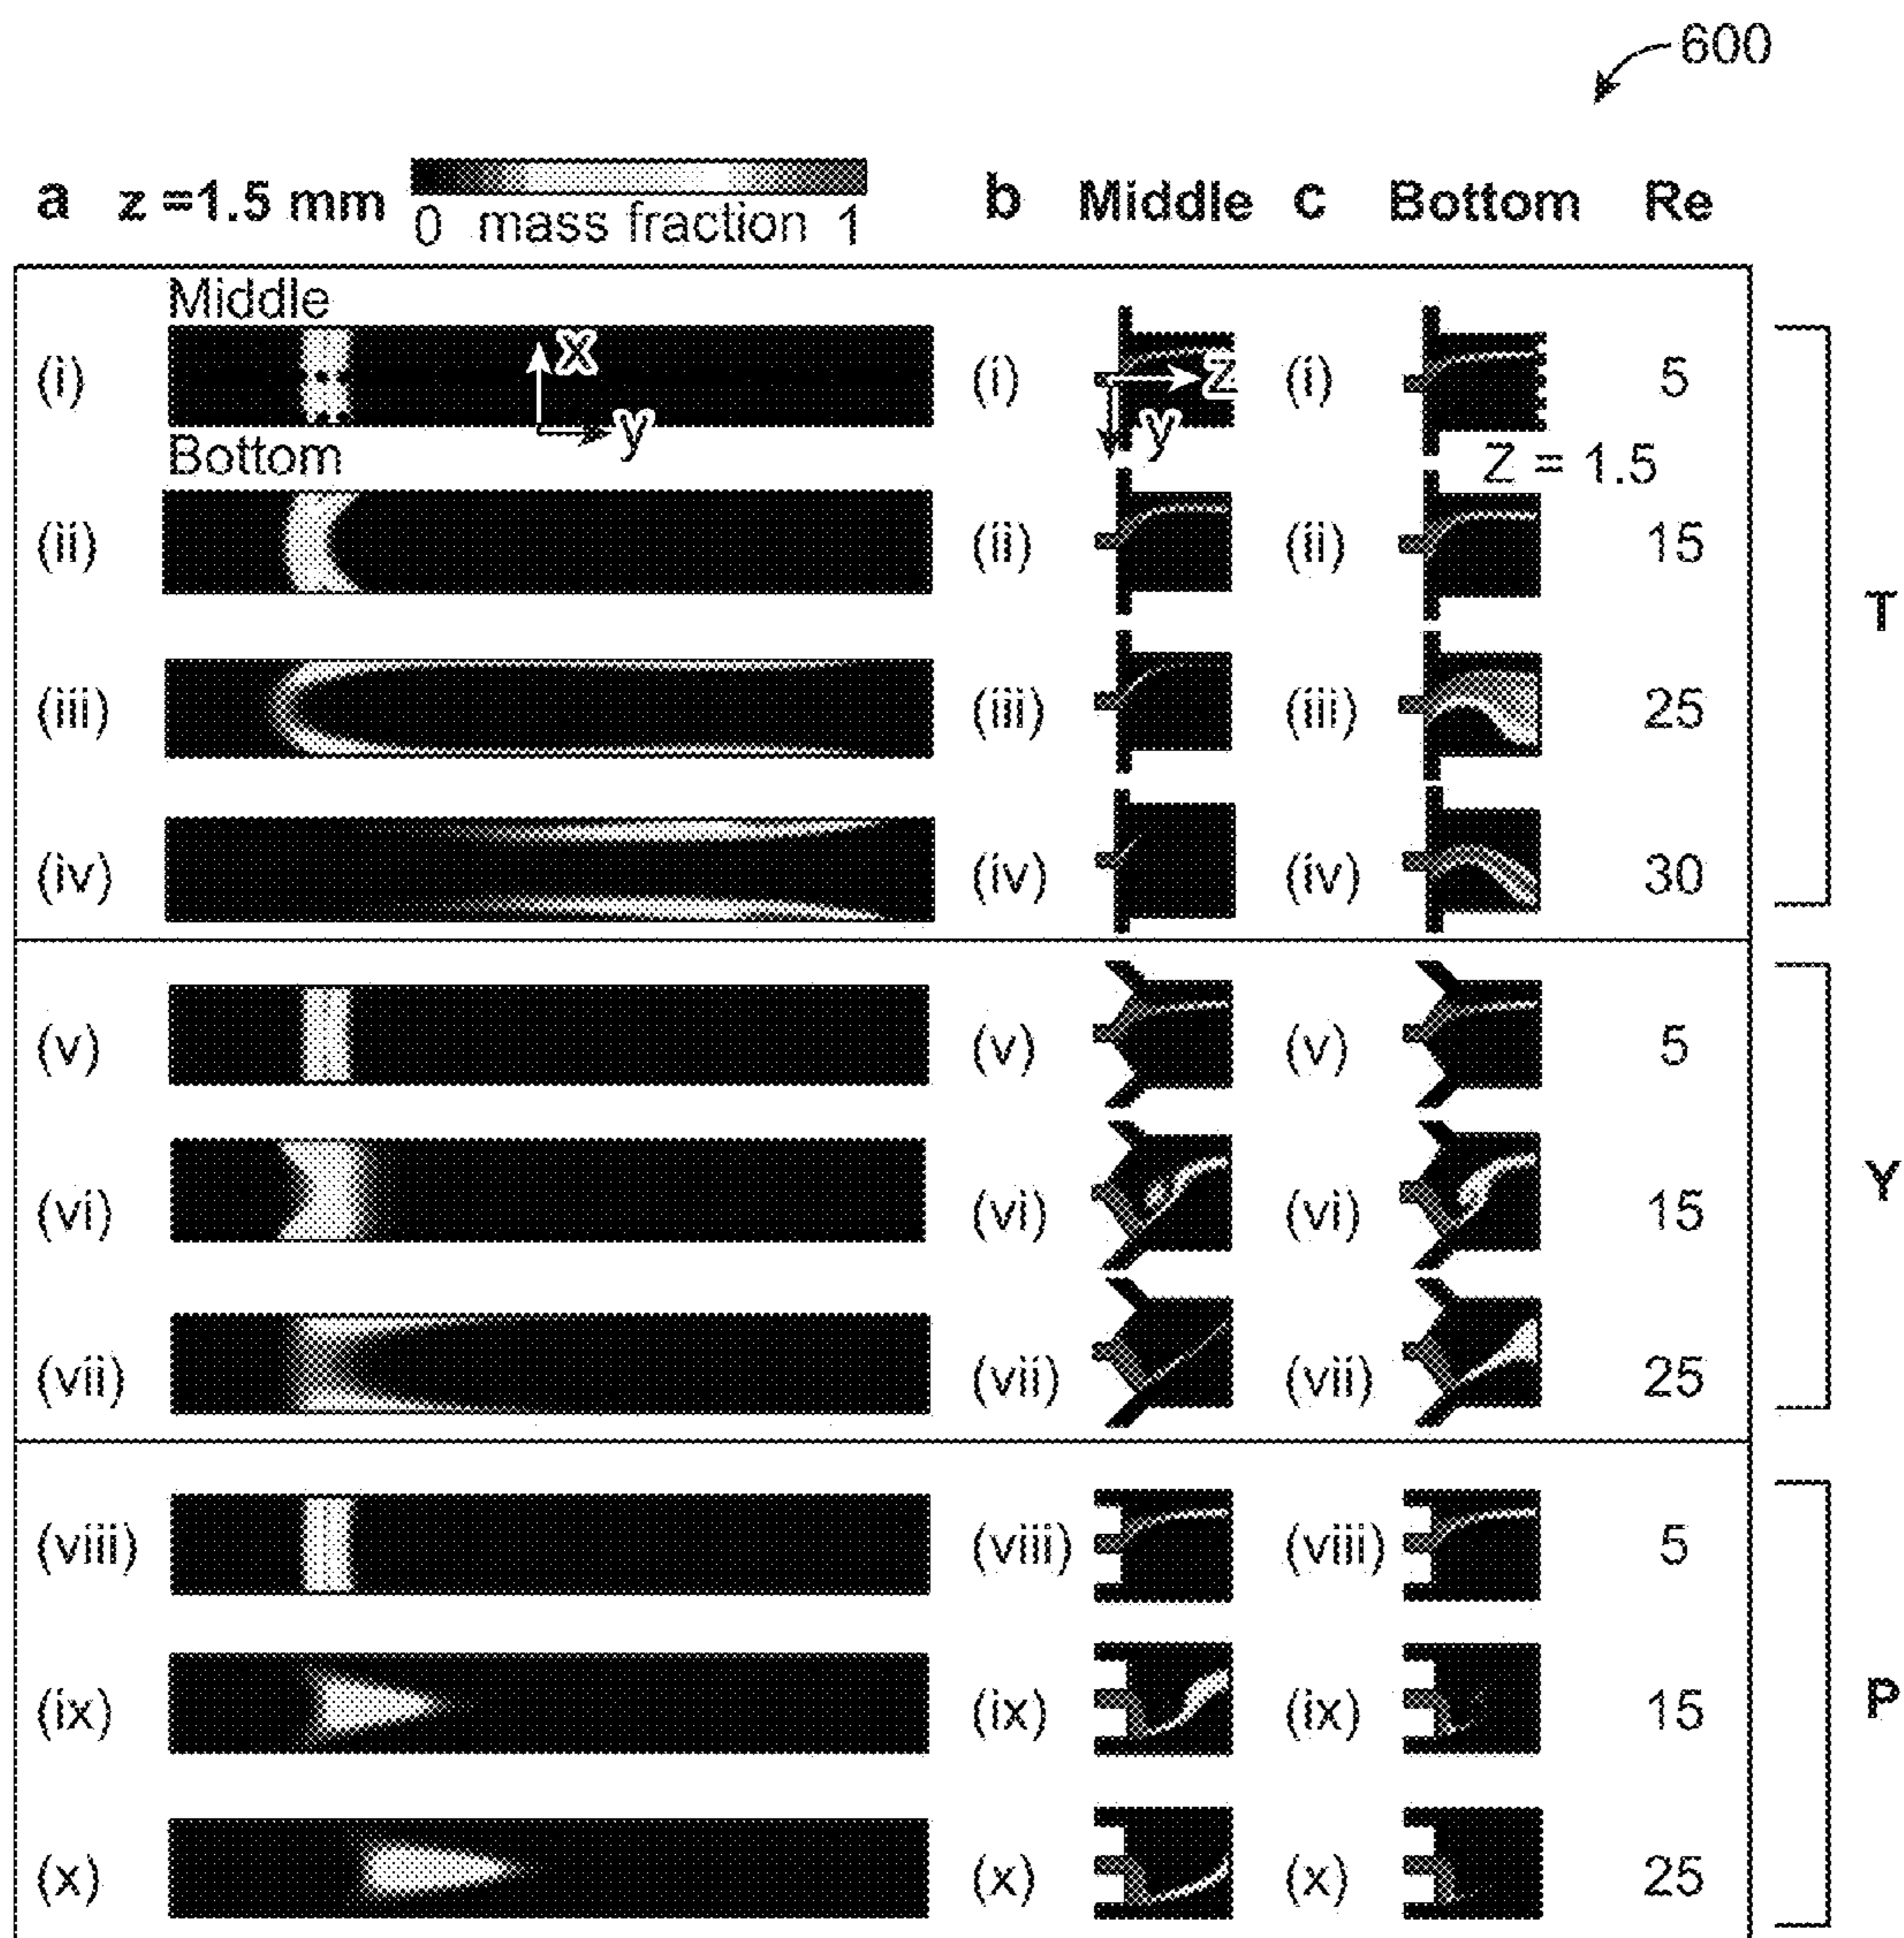 600
a z =1.5 mm 0 mass fraction 1 b Middle c Bottom Re
Middle
(i) x y (i) z y (i) 5
Bottom Z = 1.5
(ii) (ii) (ii) 15
T
(iii) (iii) (iii) 25
(iv) (iv) (iv) 30
(v) (v) (v) 5
(vi) (vi) (vi) 15
Y
(vii) (vii) (vii) 25
(viii) (viii) (viii) 5
(ix) (ix) (ix) 15
P
(x) (x) (x) 25